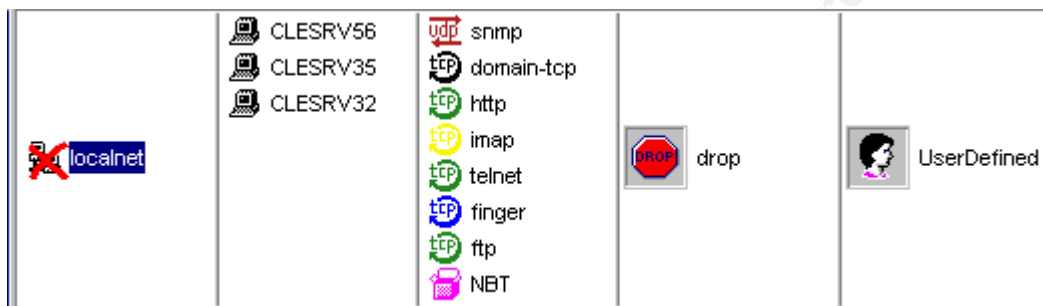 localnet
CLESRV56
CLESRV35
CLESRV32
udp snmp
tcp domain-tcp
tcp http
tcp imap
tcp telnet
tcp finger
tcp ftp
NBT
DROP drop
UserDefined